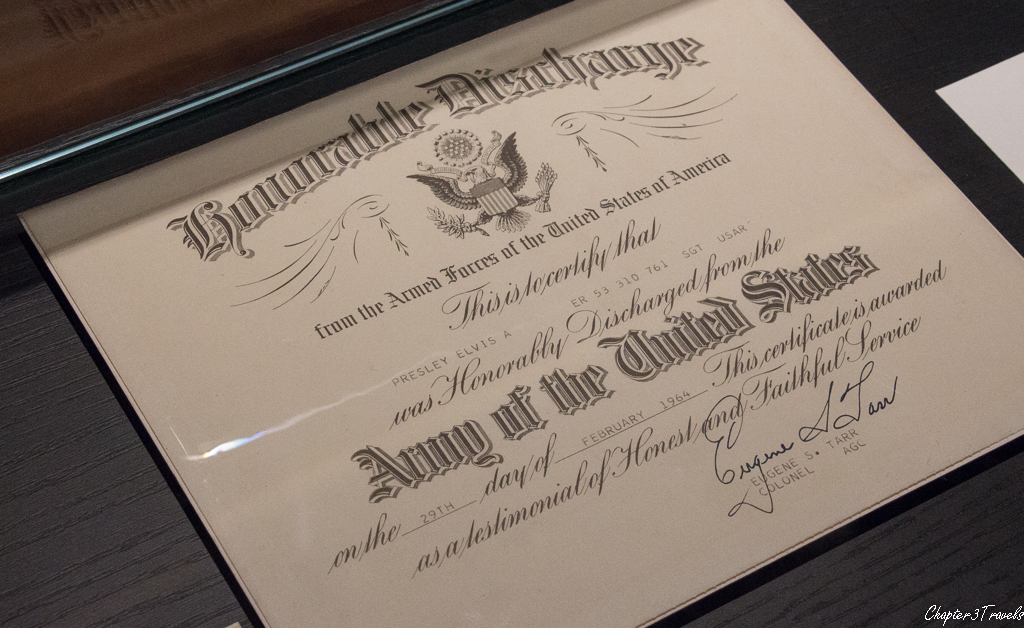 Honorable Discharge
from the Armed Forces of the United States of America
This is to certify that
PRESLEY ELVIS A   ER 53 310 761   SGT   USAR
was Honorably Discharged from the
Army of the United States
on the 29TH day of FEBRUARY 1964 This certificate is awarded
as a testimonial of Honest and Faithful Service
Eugene S Tarr
EUGENE S. TARR
COLONEL   AGC
Chapter3Travels